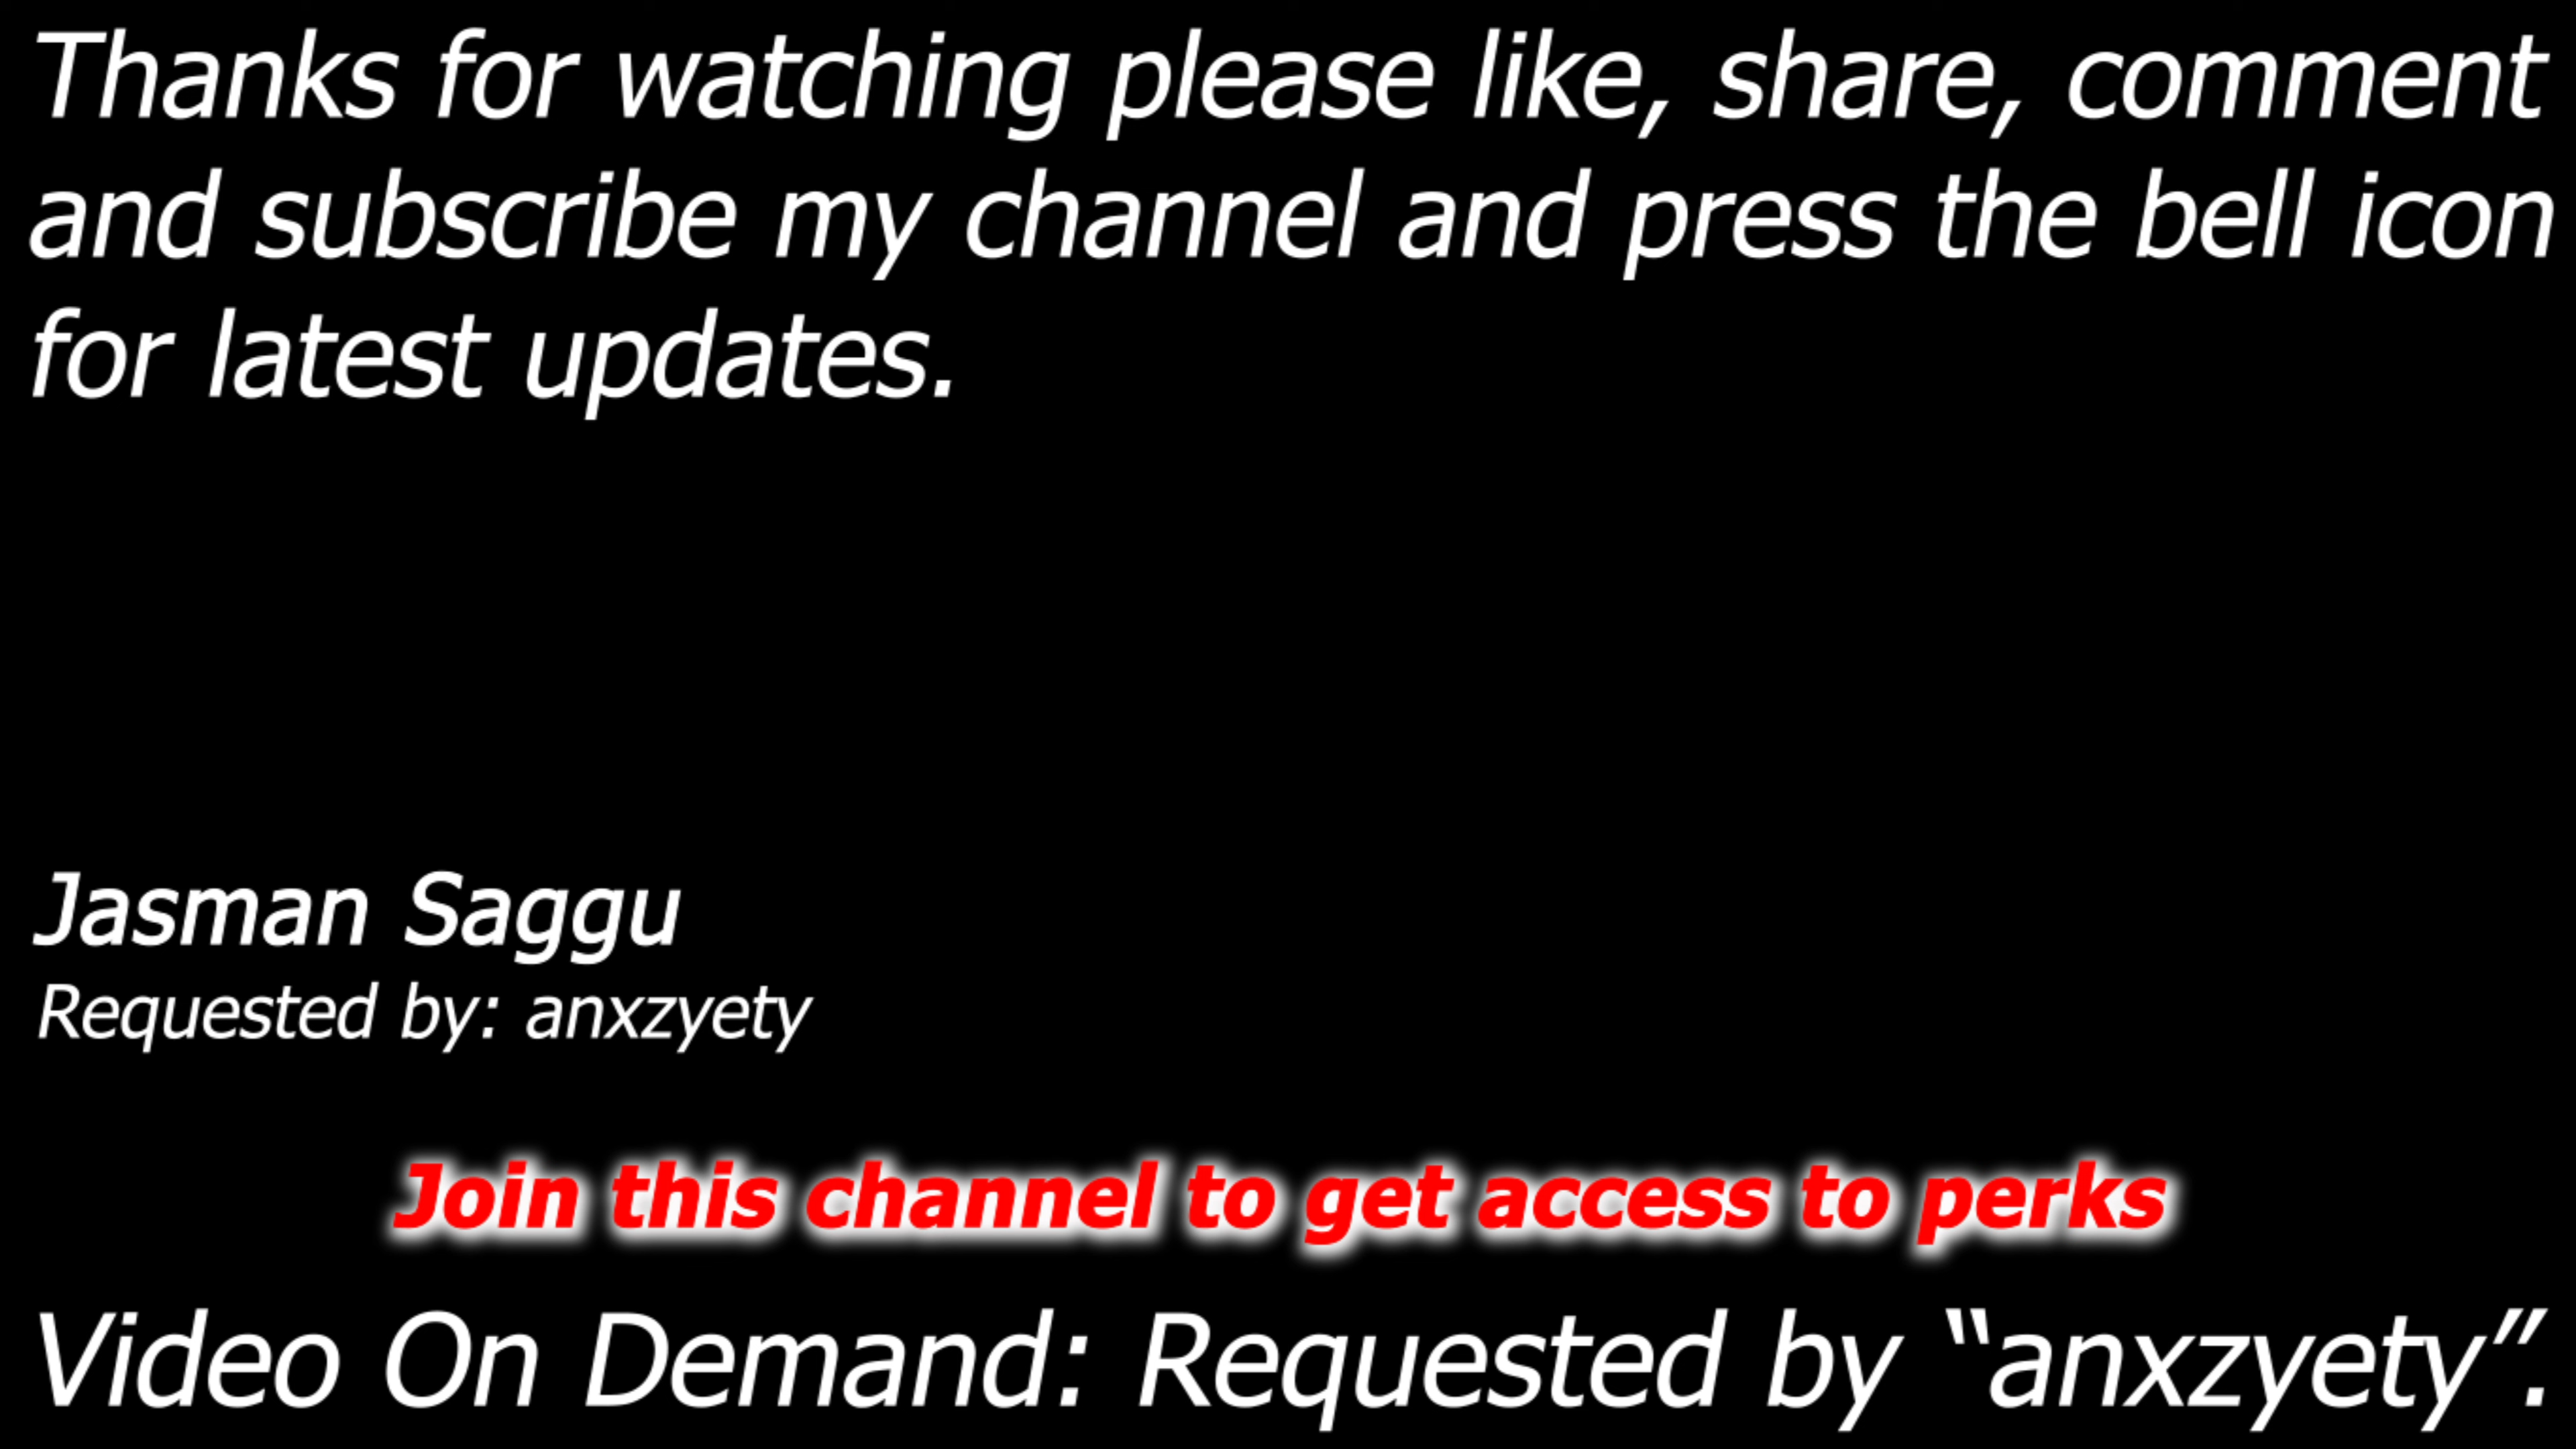 Thanks for watching please like, share, comment
and subscribe my channel and press the bell icon
for latest updates.
Jasman Saggu
Requested by: anxzyety
Join this channel to get access to perks
Video On Demand: Requested by “anxzyety”.